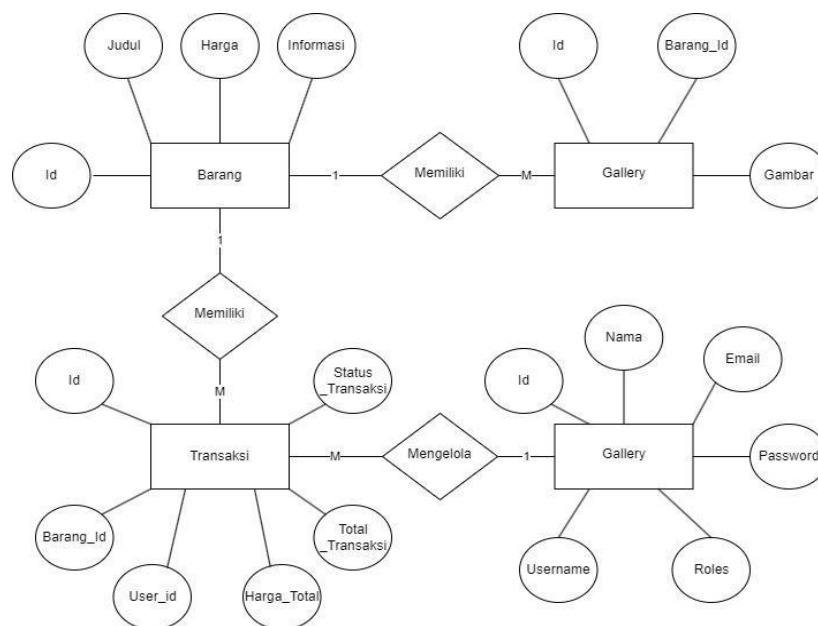 Judul
Harga
Informasi
Id
Barang_Id
Id
Barang
1
Memiliki
M
Gallery
Gambar
1
Memiliki
M
Id
Status
_Transaksi
Id
Nama
Email
Transaksi
M
Mengelola
1
Gallery
Password
Barang_Id
User_id
Harga_Total
Total
_Transaksi
Username
Roles